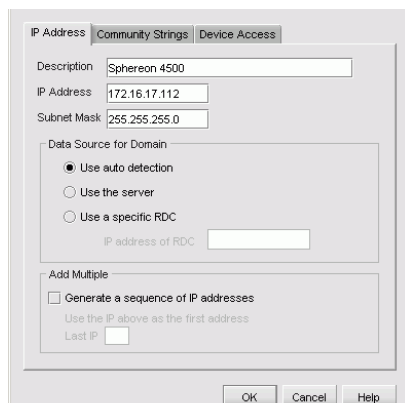 IP Address Community Strings Device Access
Description Sphereon 4500
IP Address 172.16.17.112
Subnet Mask 255.255.255.0
Data Source for Domain
Use auto detection
Use the server
Use a specific RDC
IP address of RDC
Add Multiple
Generate a sequence of IP addresses
Use the IP above as the first address
Last IP
OK Cancel Help